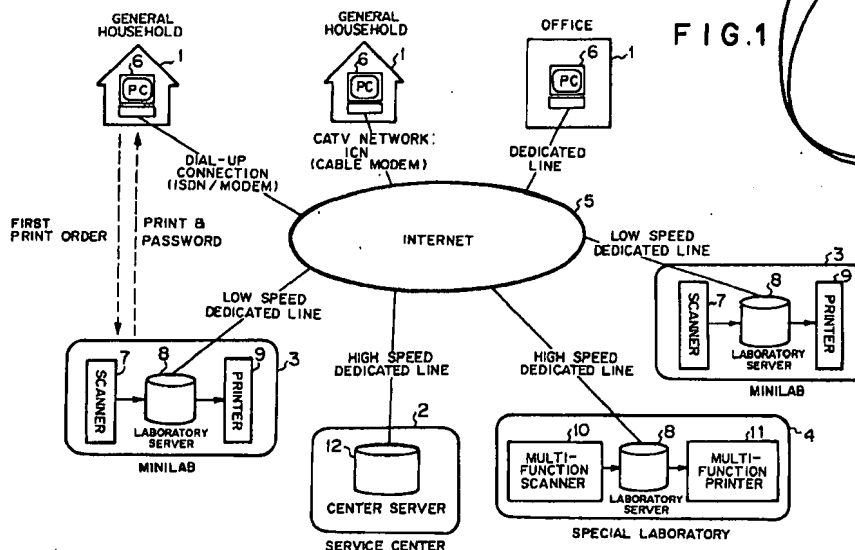 GENERAL
HOUSEHOLD
1
6
PC
GENERAL
HOUSEHOLD
1
6
PC
OFFICE
1
6
PC
FIG.1
DIAL-UP
CONNECTION
(ISDN/MODEM)
CATV NETWORK:
ICN
(CABLE MODEM)
DEDICATED
LINE
FIRST
PRINT ORDER
PRINT &
PASSWORD
INTERNET
5
LOW SPEED
DEDICATED LINE
LOW SPEED
DEDICATED LINE
HIGH SPEED
DEDICATED LINE
HIGH SPEED
DEDICATED LINE
3
7
SCANNER
8
LABORATORY
SERVER
9
PRINTER
MINILAB
3
7
SCANNER
8
LABORATORY
SERVER
9
PRINTER
MINILAB
2
12
CENTER SERVER
SERVICE CENTER
4
10
MULTI-
FUNCTION
SCANNER
8
LABORATORY
SERVER
11
MULTI-
FUNCTION
PRINTER
SPECIAL LABORATORY